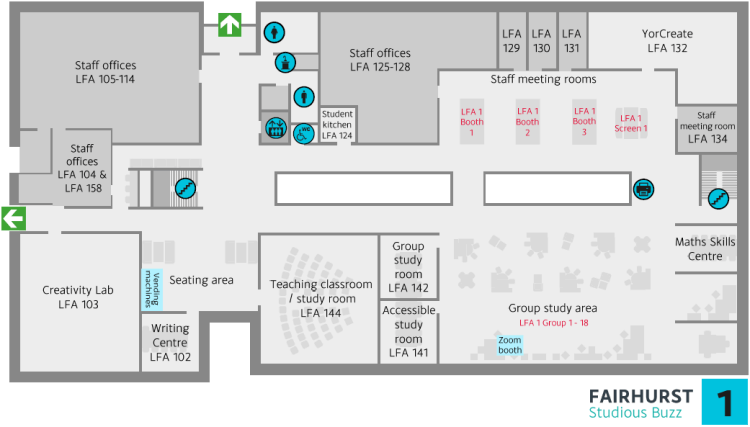 Staff offices
LFA 105-114
Staff offices
LFA 125-128
LFA
129
LFA
130
LFA
131
YorCreate
LFA 132
Staff meeting rooms
LFA 1
Booth
1
LFA 1
Booth
2
LFA 1
Booth
3
LFA 1
Screen 1
Staff
meeting room
LFA 134
Student
kitchen
LFA 124
WC
Staff
offices
LFA 104 &
LFA 158
Creativity Lab
LFA 103
Vending
machines
Seating area
Writing
Centre
LFA 102
Teaching classroom
/ study room
LFA 144
Group
study
room
LFA 142
Accessible
study
room
LFA 141
Group study area
LFA 1 Group 1 - 18
Zoom
booth
Maths Skills
Centre
FAIRHURST
Studious Buzz
1